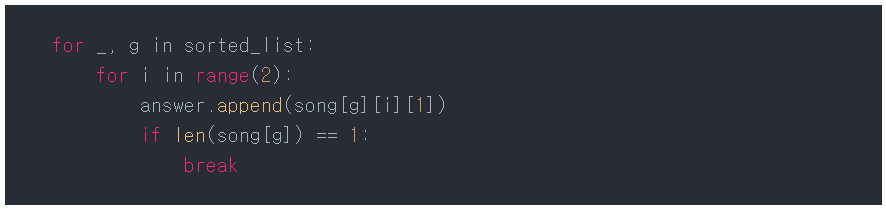 for _, g in sorted_list:
    for i in range(2):
        answer.append(song[g][i][1])
        if len(song[g]) == 1:
            break